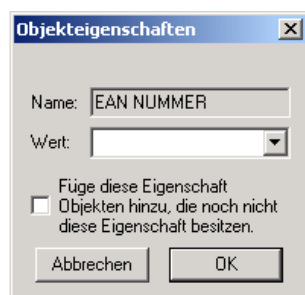 Objekteigenschaften
Name: EAN NUMMER
Wert:
Füge diese Eigenschaft
Objekten hinzu, die noch nicht
diese Eigenschaft besitzen.
Abbrechen OK